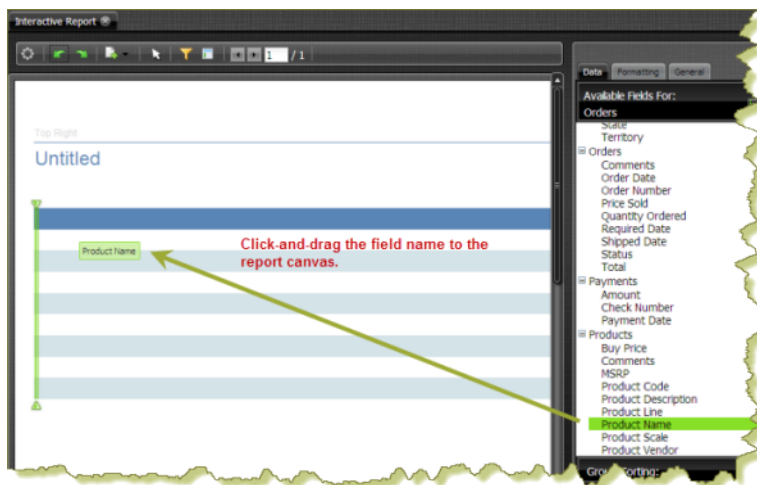 Interactive Report
1 / 1
Top Right
Untitled
Product Name
Click-and-drag the field name to the
report canvas.
Data Formatting General
Available Fields For:
Orders
State
Territory
Orders
Comments
Order Date
Order Number
Price Sold
Quantity Ordered
Required Date
Shipped Date
Status
Total
Payments
Amount
Check Number
Payment Date
Products
Buy Price
Comments
MSRP
Product Code
Product Description
Product Line
Product Name
Product Scale
Product Vendor